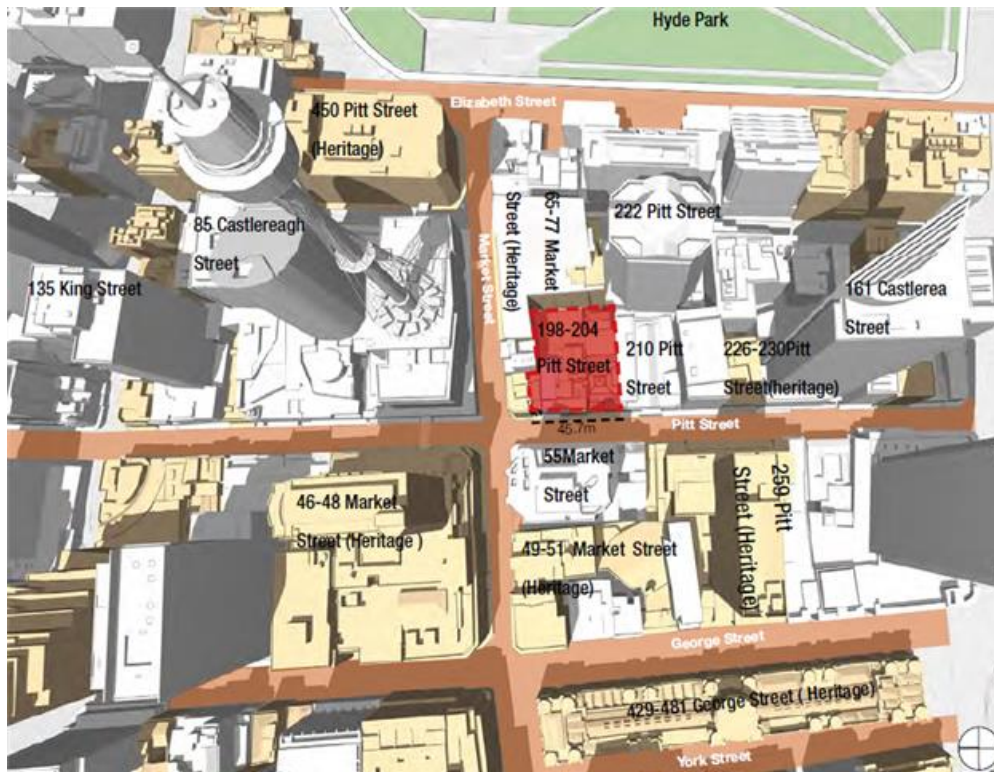 Hyde Park
Elizabeth Street
450 Pitt Street
(Heritage)
65-77 Market
Street (Heritage)
222 Pitt Street
85 Castlereagh
Street
Market Street
135 King Street
161 Castlerea
Street
198-204
Pitt Street
210 Pitt
Street
226-230Pitt
Street(heritage)
45.7m
Pitt Street
55Market
Street
46-48 Market
Street (Heritage )
259 Pitt
Street (Heritage)
49-51 Market Street
(Heritage)
George Street
429-481 George Street ( Heritage)
York Street